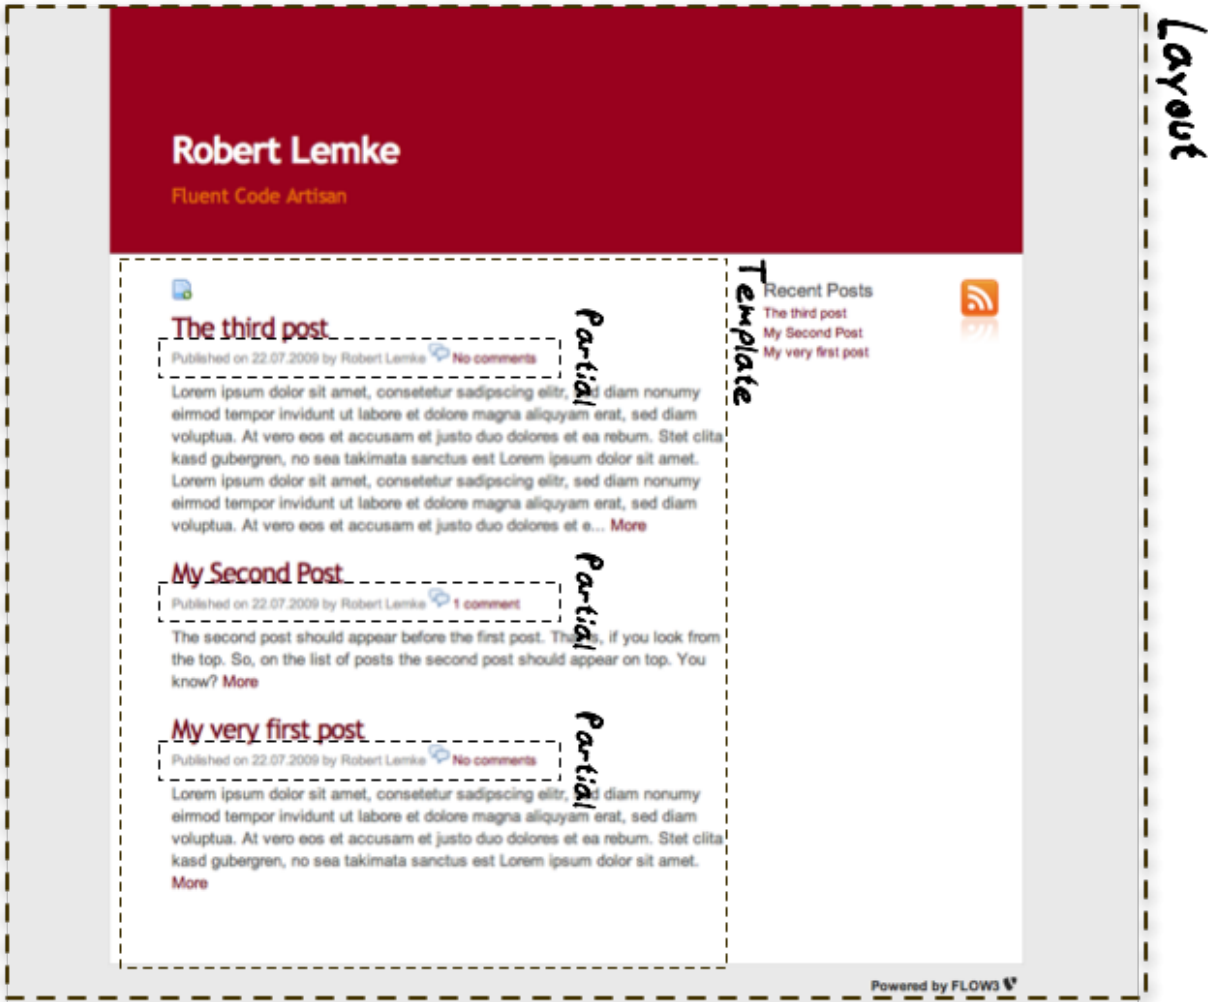 Layout
Robert Lemke
Fluent Code Artisan
Template
The third post
Partial
Published on 22.07.2009 by Robert Lemke No comments
Lorem ipsum dolor sit amet, consetetur sadipscing elitr, sed diam nonumy
eirmod tempor invidunt ut labore et dolore magna aliquyam erat, sed diam
voluptua. At vero eos et accusam et justo duo dolores et ea rebum. Stet clita
kasd gubergren, no sea takimata sanctus est Lorem ipsum dolor sit amet.
Lorem ipsum dolor sit amet, consetetur sadipscing elitr, sed diam nonumy
eirmod tempor invidunt ut labore et dolore magna aliquyam erat, sed diam
voluptua. At vero eos et accusam et justo duo dolores et e... More
My Second Post
Partial
Published on 22.07.2009 by Robert Lemke 1 comment
The second post should appear before the first post. Thats, if you look from
the top. So, on the list of posts the second post should appear on top. You
know? More
My very first post
Partial
Published on 22.07.2009 by Robert Lemke No comments
Lorem ipsum dolor sit amet, consetetur sadipscing elitr, sed diam nonumy
eirmod tempor invidunt ut labore et dolore magna aliquyam erat, sed diam
voluptua. At vero eos et accusam et justo duo dolores et ea rebum. Stet clita
kasd gubergren, no sea takimata sanctus est Lorem ipsum dolor sit amet.
More
Recent Posts
The third post
My Second Post
My very first post
Powered by FLOW3